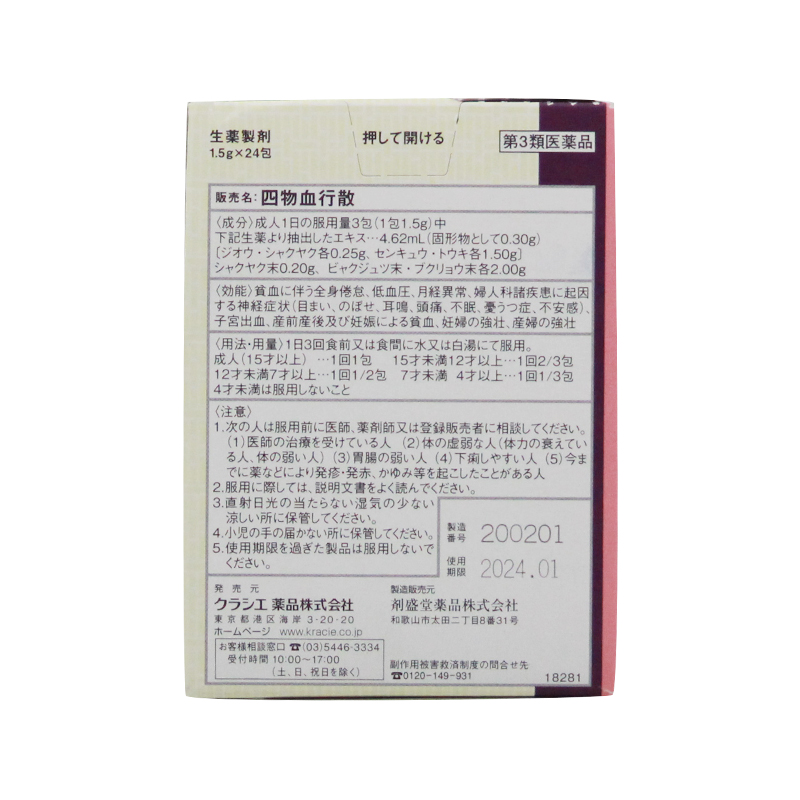 生薬製剤
1.5g×24包
押して開ける
第3類医薬品
販売名：四物血行散
〈成分〉成人1日の服用量3包（1包1.5g）中
下記生薬より抽出したエキス…4.62mL（固形物として0.30g）
〔ジオウ・シャクヤク各0.25g、センキュウ・トウキ各1.50g〕
シャクヤク末0.20g、ビャクジュツ末・ブクリョウ末各2.00g
〈効能〉貧血に伴う全身倦怠、低血圧、月経異常、婦人科諸疾患に起因
する神経症状（目まい、のぼせ、耳鳴、頭痛、不眠、憂うつ症、不安感）、
子宮出血、産前産後及び妊娠による貧血、妊婦の強壮、産婦の強壮
〈用法・用量〉1日3回食前又は食間に水又は白湯にて服用。
成人（15才以上）…1回1包　15才未満12才以上…1回2/3包
12才未満7才以上…1回1/2包　7才未満 4才以上…1回1/3包
4才未満は服用しないこと
〈注意〉
1.次の人は服用前に医師、薬剤師又は登録販売者に相談してください。
（1）医師の治療を受けている人（2）体の虚弱な人（体力の衰えてい
る人、体の弱い人）（3）胃腸の弱い人（4）下痢しやすい人（5）今ま
でに薬などにより発疹・発赤、かゆみ等を起こしたことがある人
2.服用に際しては、説明文書をよく読んでください。
3.直射日光の当たらない湿気の少ない
涼しい所に保管してください。
4.小児の手の届かない所に保管してください。
5.使用期限を過ぎた製品は服用しないで
ください。
製造番号 200201
使用期限 2024.01
発売元
クラシエ薬品株式会社
東京都港区海岸3-20-20
ホームページ www.kracie.co.jp
お客様相談窓口 ☎(03)5446-3334
受付時間 10:00〜17:00
（土、日、祝日を除く）
製造販売元
剤盛堂薬品株式会社
和歌山市太田二丁目8番31号
副作用被害救済制度の問合せ先
☎0120-149-931
18281